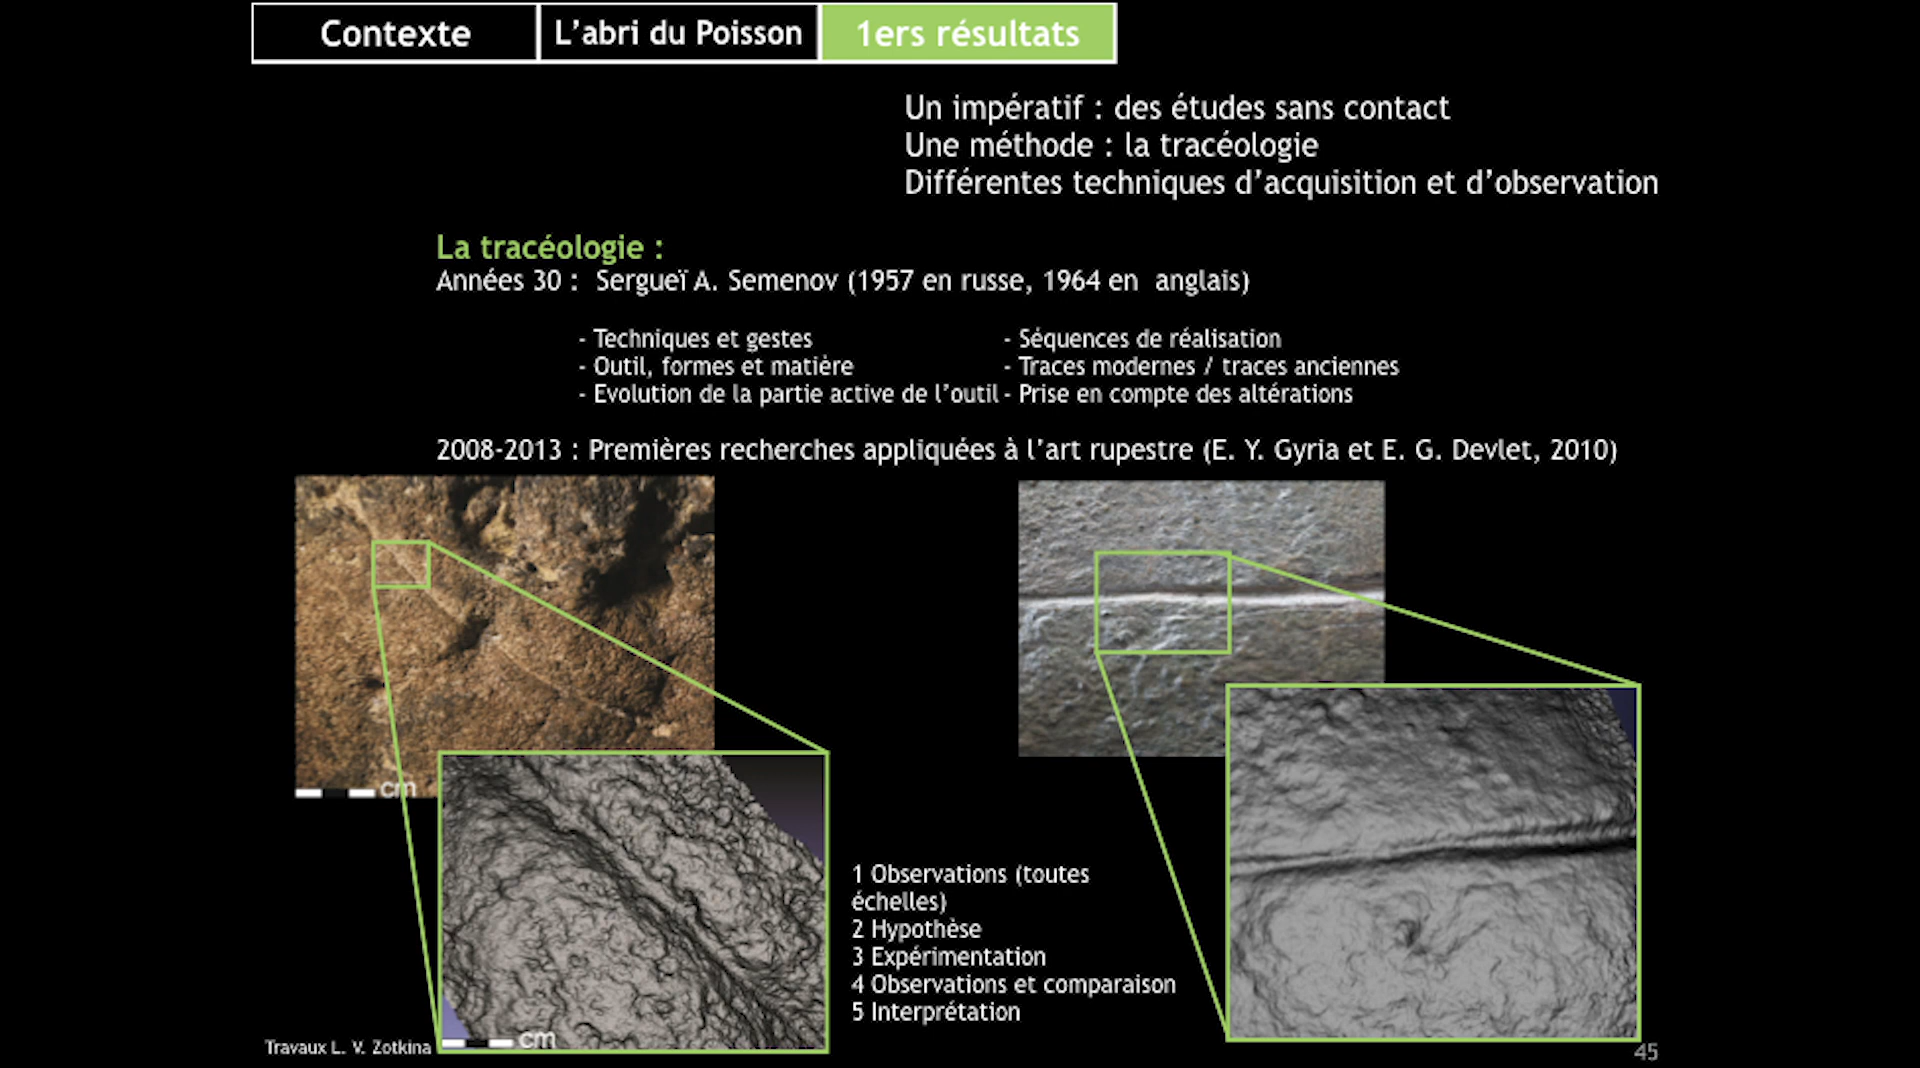 Contexte
L'abri du Poisson
1ers résultats
Un impératif : des études sans contact
Une méthode : la tracéologie
Différentes techniques d'acquisition et d'observation
La tracéologie :
Années 30 : Sergueï A. Semenov (1957 en russe, 1964 en anglais)
- Techniques et gestes
- Outil, formes et matière
- Evolution de la partie active de l'outil
- Séquences de réalisation
- Traces modernes / traces anciennes
- Prise en compte des altérations
2008-2013 : Premières recherches appliquées à l'art rupestre (E. Y. Gyria et E. G. Devlet, 2010)
cm
cm
1 Observations (toutes
échelles)
2 Hypothèse
3 Expérimentation
4 Observations et comparaison
5 Interprétation
Travaux L. V. Zotkina
45